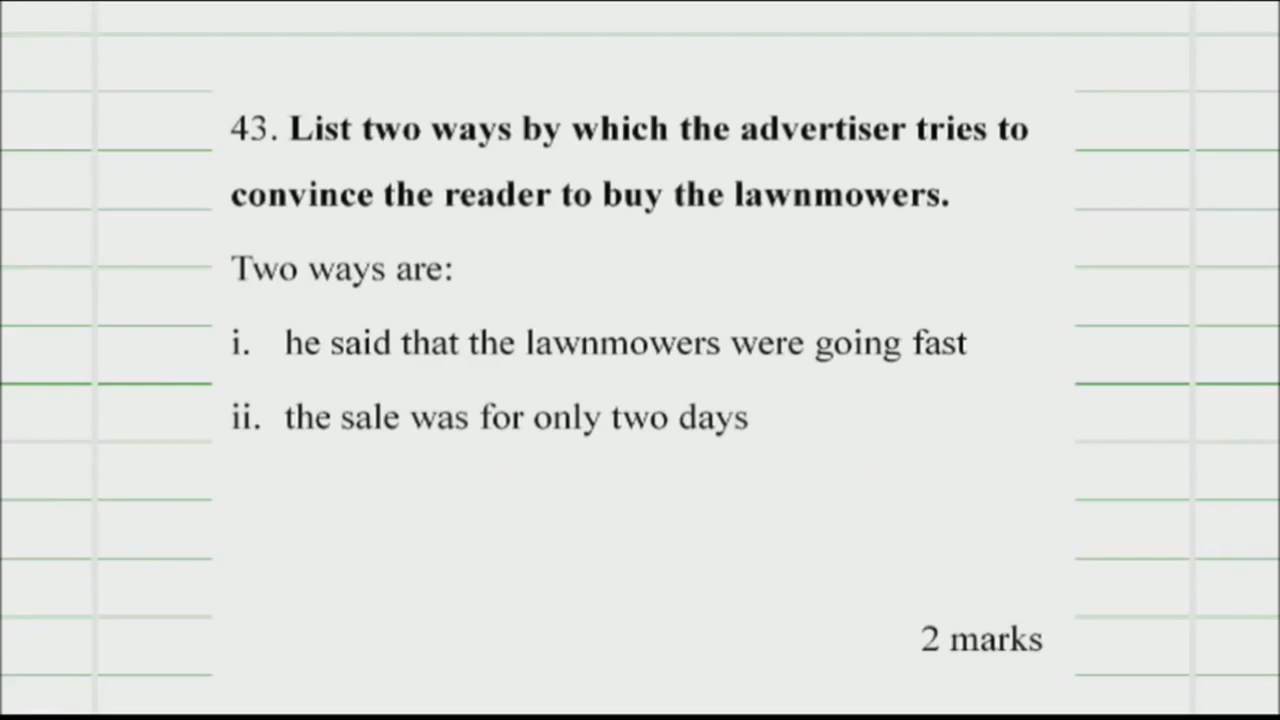 43. List two ways by which the advertiser tries to
convince the reader to buy the lawnmowers.
Two ways are:
i. he said that the lawnmowers were going fast
ii. the sale was for only two days
2 marks